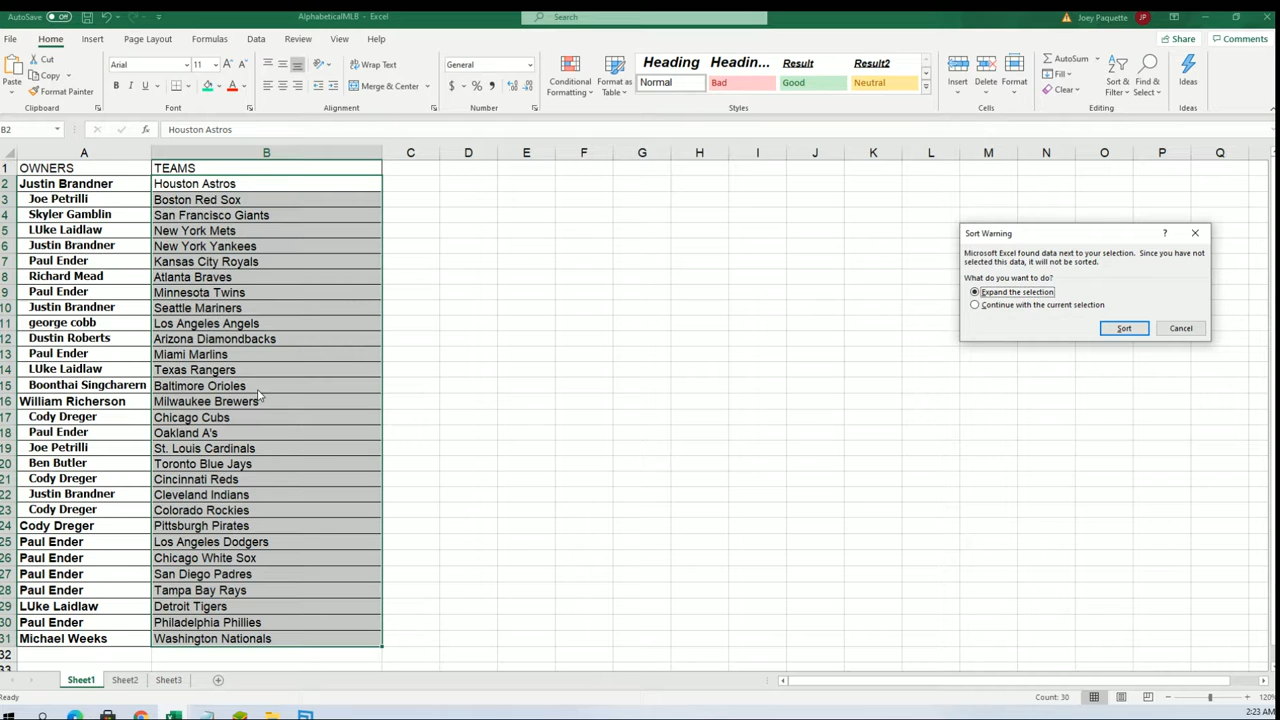 AutoSave Off AlphabeticalMLB - Excel Search Joey Paquette JP
File Home Insert Page Layout Formulas Data Review View Help Share Comments
Paste Cut Copy Format Painter Clipboard
Arial 11 Font
Wrap Text Merge & Center Alignment
General Number
Conditional Formatting Format as Table
Heading Headin... Result Result2
Normal Bad Good Neutral
Styles
Insert Delete Format Cells
AutoSum Fill Clear Sort & Filter Find & Select Editing
Ideas Ideas
B2 fx Houston Astros
A B C D E F G H I J K L M N O P Q
1 OWNERS TEAMS
2 Justin Brandner Houston Astros
3 Joe Petrilli Boston Red Sox
4 Skyler Gamblin San Francisco Giants
5 LUke Laidlaw New York Mets
6 Justin Brandner New York Yankees
7 Paul Ender Kansas City Royals
8 Richard Mead Atlanta Braves
9 Paul Ender Minnesota Twins
10 Justin Brandner Seattle Mariners
11 george cobb Los Angeles Angels
12 Dustin Roberts Arizona Diamondbacks
13 Paul Ender Miami Marlins
14 LUke Laidlaw Texas Rangers
15 Boonthai Singcharern Baltimore Orioles
16 William Richerson Milwaukee Brewers
17 Cody Dreger Chicago Cubs
18 Paul Ender Oakland A's
19 Joe Petrilli St. Louis Cardinals
20 Ben Butler Toronto Blue Jays
21 Cody Dreger Cincinnati Reds
22 Justin Brandner Cleveland Indians
23 Cody Dreger Colorado Rockies
24 Cody Dreger Pittsburgh Pirates
25 Paul Ender Los Angeles Dodgers
26 Paul Ender Chicago White Sox
27 Paul Ender San Diego Padres
28 Paul Ender Tampa Bay Rays
29 LUke Laidlaw Detroit Tigers
30 Paul Ender Philadelphia Phillies
31 Michael Weeks Washington Nationals
32
33
Sort Warning ?
Microsoft Excel found data next to your selection. Since you have not
selected this data, it will not be sorted.
What do you want to do?
Expand the selection
Continue with the current selection
Sort Cancel
Sheet1 Sheet2 Sheet3
Ready Count: 30 120%
2:23 AM